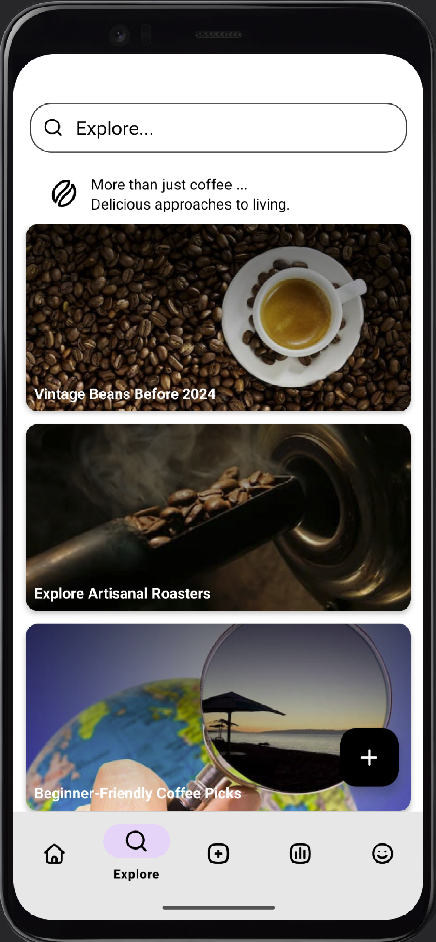 Explore...
More than just coffee ...
Delicious approaches to living.
Vintage Beans Before 2024
Explore Artisanal Roasters
Beginner-Friendly Coffee Picks
Explore